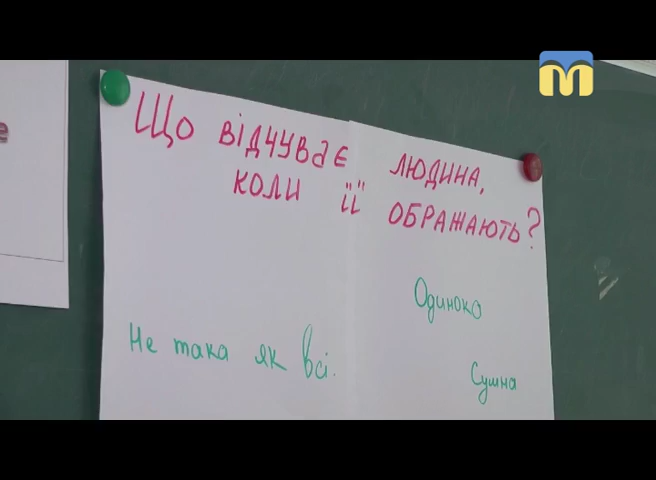 Що відчуває людина,
коли її ображають?
Одиноко
Не така як всі.
Сумна